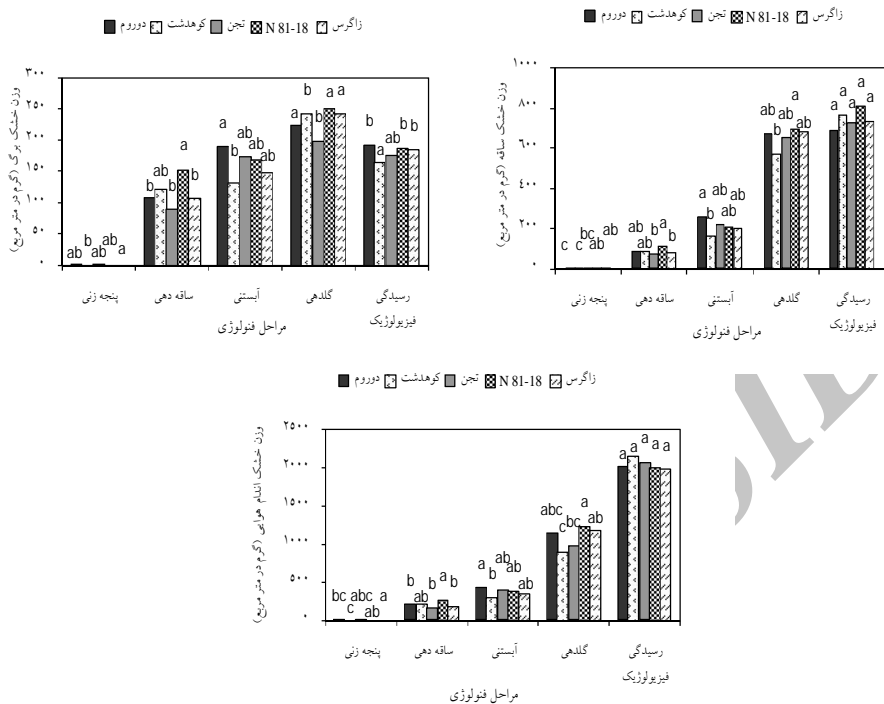 دوروم کوهدشت تجن N 81-18 زاگرس
وزن خشک برگ (گرم در متر مربع)
۳۰۰
۲۵۰
۲۰۰
۱۵۰
۱۰۰
۵۰
۰
ab b ab ab a
b ab b a b
a b ab ab ab
a b b a a
b b b b b
پنجه زنی ساقه دهی آبستنی گلدهی رسیدگی فیزیولوژیک
مراحل فنولوژی
دوروم کوهدشت تجن N 81-18 زاگرس
وزن خشک ساقه (گرم در متر مربع)
۱۰۰۰
۸۰۰
۶۰۰
۴۰۰
۲۰۰
۰
c c bc ab ab
ab ab b a b
a b ab ab ab
ab b ab a ab
a a a a a
پنجه زنی ساقه دهی آبستنی گلدهی رسیدگی فیزیولوژیک
مراحل فنولوژی
دوروم کوهدشت تجن N 81-18 زاگرس
وزن خشک اندام هوایی (گرم در متر مربع)
۲۵۰۰
۲۰۰۰
۱۵۰۰
۱۰۰۰
۵۰۰
۰
bc c abc ab a
b ab b a b
a b ab ab ab
abc c bc a ab
a a a a a
پنجه زنی ساقه دهی آبستنی گلدهی رسیدگی فیزیولوژیک
مراحل فنولوژی